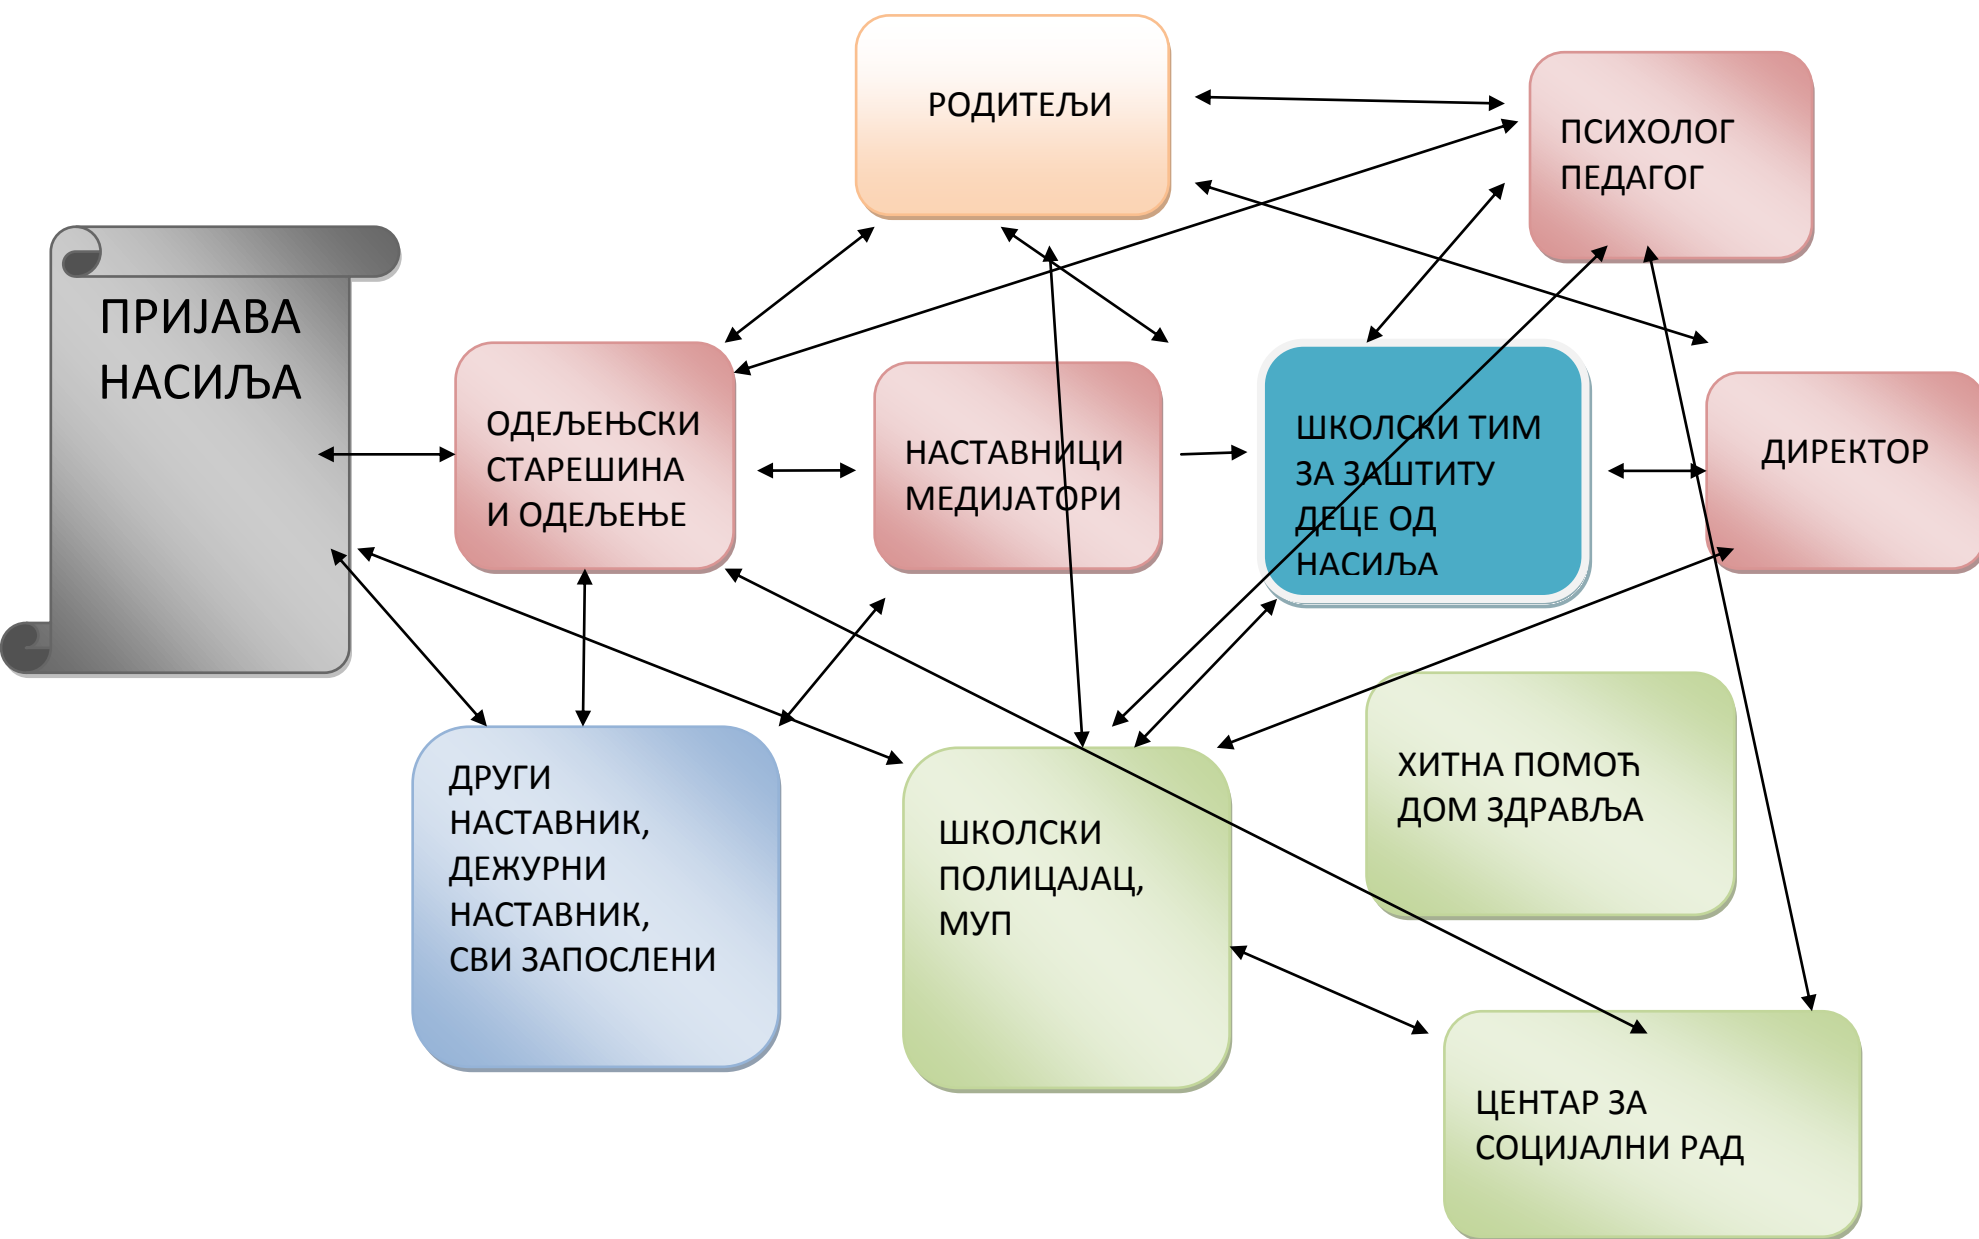 РОДИТЕЉИ
ПСИХОЛОГ
ПЕДАГОГ
ПРИЈАВА
НАСИЉА
ОДЕЉЕЊСКИ
СТАРЕШИНА
И ОДЕЉЕЊЕ
НАСТАВНИЦИ
МЕДИЈАТОРИ
ШКОЛСКИ ТИМ
ЗА ЗАШТИТУ
ДЕЦЕ ОД
НАСИЉА
ДИРЕКТОР
ДРУГИ
НАСТАВНИК,
ДЕЖУРНИ
НАСТАВНИК,
СВИ ЗАПОСЛЕНИ
ШКОЛСКИ
ПОЛИЦАЈАЦ,
МУП
ХИТНА ПОМОЋ
ДОМ ЗДРАВЉА
ЦЕНТАР ЗА
СОЦИЈАЛНИ РАД